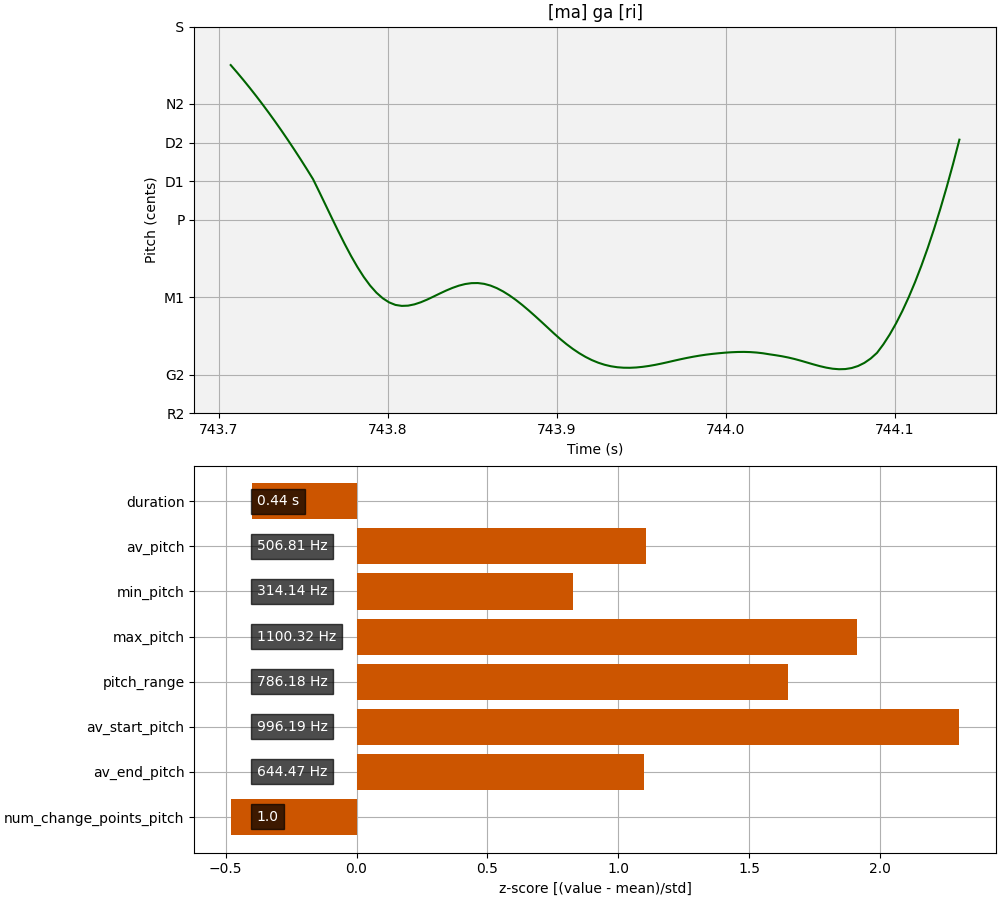 [ma] ga [ri]
S
N2
D2
D1
P
M1
G2
R2
Pitch (cents)
743.7 743.8 743.9 744.0 744.1
Time (s)
duration 0.44 s
av_pitch 506.81 Hz
min_pitch 314.14 Hz
max_pitch 1100.32 Hz
pitch_range 786.18 Hz
av_start_pitch 996.19 Hz
av_end_pitch 644.47 Hz
num_change_points_pitch 1.0
−0.5 0.0 0.5 1.0 1.5 2.0
z-score [(value - mean)/std]